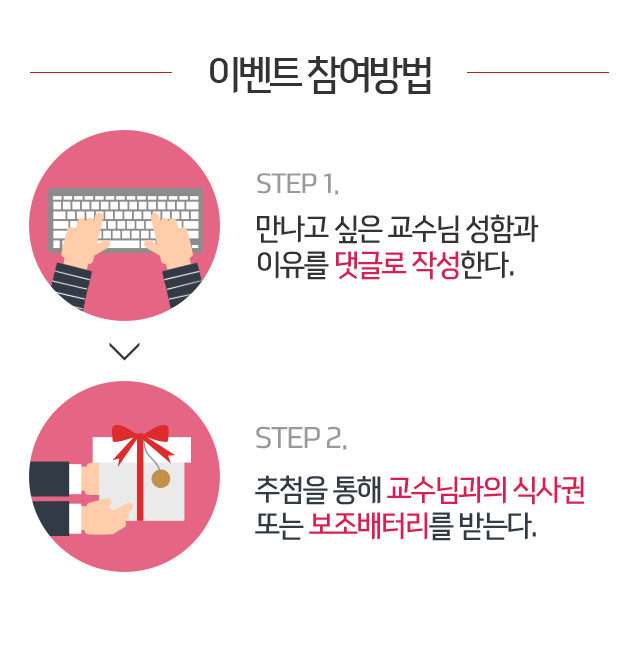 이벤트 참여방법
STEP 1.
만나고 싶은 교수님 성함과
이유를 댓글로 작성한다.
STEP 2.
추첨을 통해 교수님과의 식사권
또는 보조배터리를 받는다.